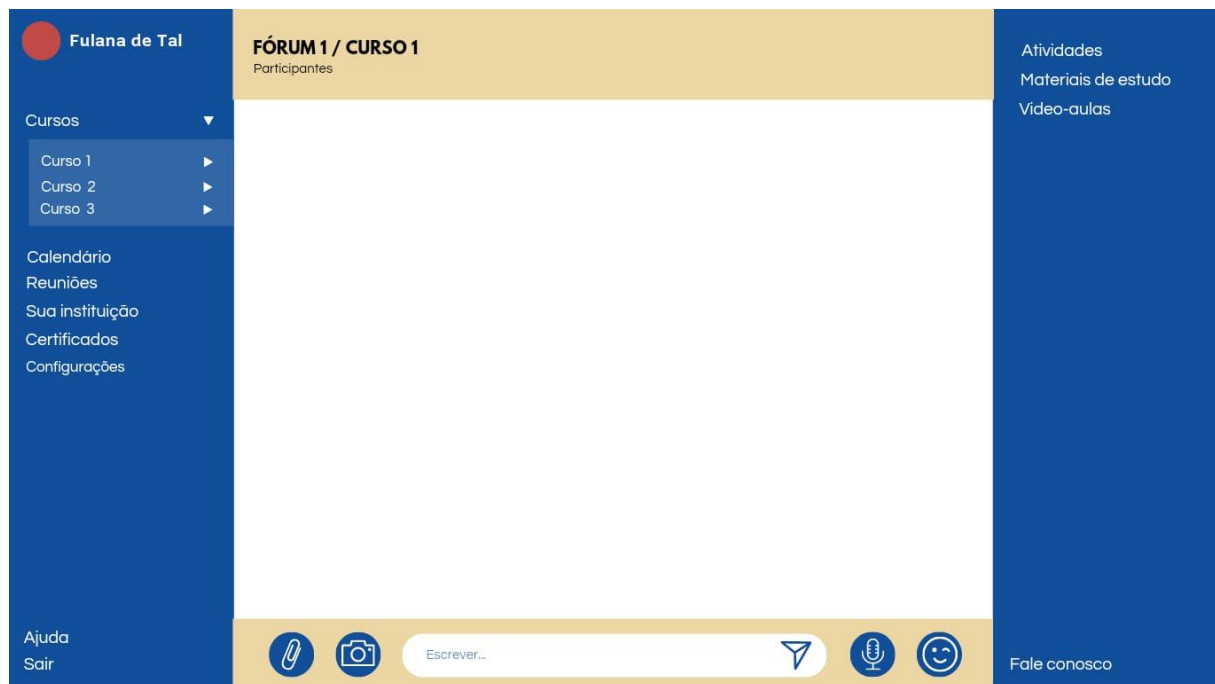 Fulana de Tal
Cursos
Curso 1
Curso 2
Curso 3
Calendário
Reuniões
Sua instituição
Certificados
Configurações
Ajuda
Sair
FÓRUM 1 / CURSO 1
Participantes
Escrever...
Atividades
Materiais de estudo
Video-aulas
Fale conosco